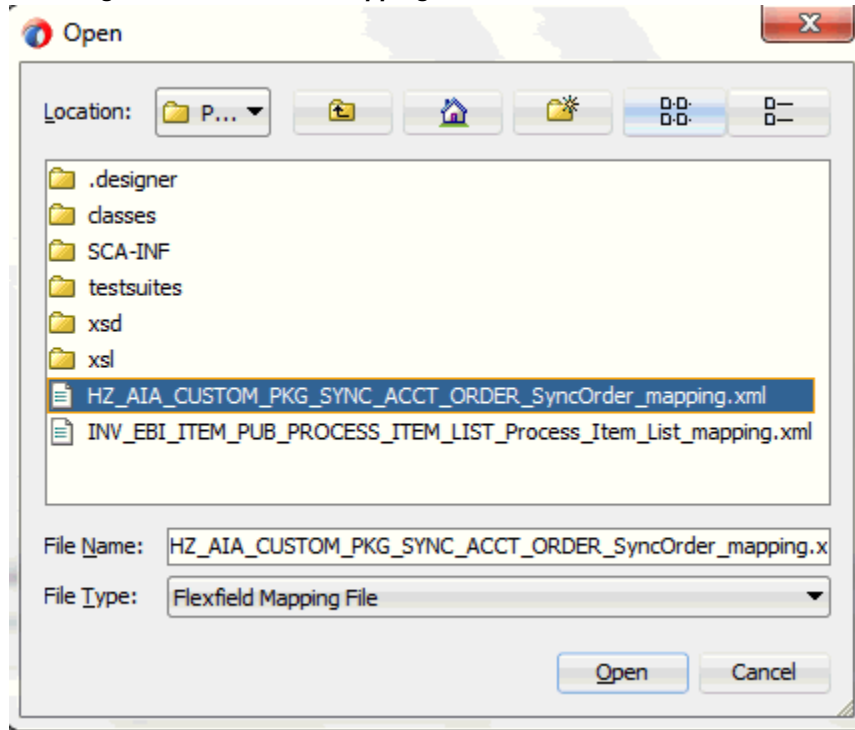 Open
Location: P...
.designer
classes
SCA-INF
testsuites
xsd
xsl
HZ_AIA_CUSTOM_PKG_SYNC_ACCT_ORDER_SyncOrder_mapping.xml
INV_EBI_ITEM_PUB_PROCESS_ITEM_LIST_Process_Item_List_mapping.xml
File Name: HZ_AIA_CUSTOM_PKG_SYNC_ACCT_ORDER_SyncOrder_mapping.x
File Type: Flexfield Mapping File
Open Cancel